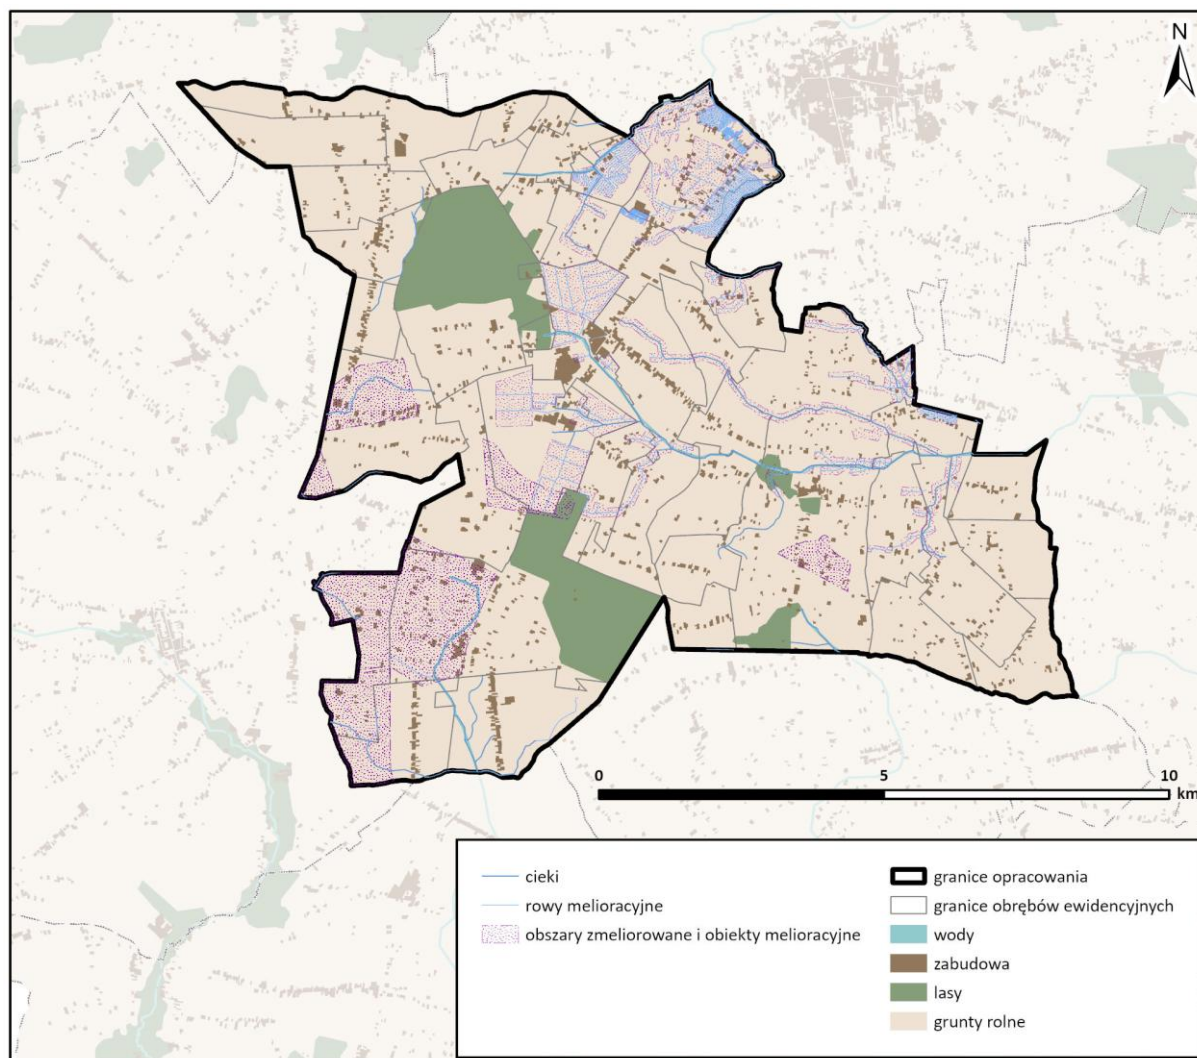 N
0 5 10
km
cieki
rowy melioracyjne
obszary zmeliorowane i obiekty melioracyjne
granice opracowania
granice obrębów ewidencyjnych
wody
zabudowa
lasy
grunty rolne